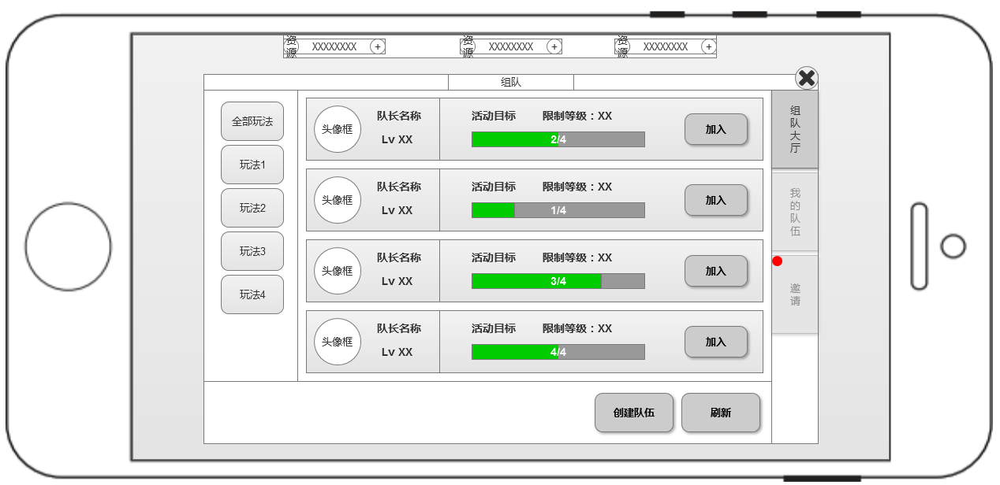 资源 XXXXXXXX + 资源 XXXXXXXX + 资源 XXXXXXXX +
组队
全部玩法
玩法1
玩法2
玩法3
玩法4
头像框 队长名称 活动目标 限制等级：XX
Lv XX 2/4 加入
头像框 队长名称 活动目标 限制等级：XX
Lv XX 1/4 加入
头像框 队长名称 活动目标 限制等级：XX
Lv XX 3/4 加入
头像框 队长名称 活动目标 限制等级：XX
Lv XX 4/4 加入
组队大厅
我的队伍
邀请
创建队伍 刷新